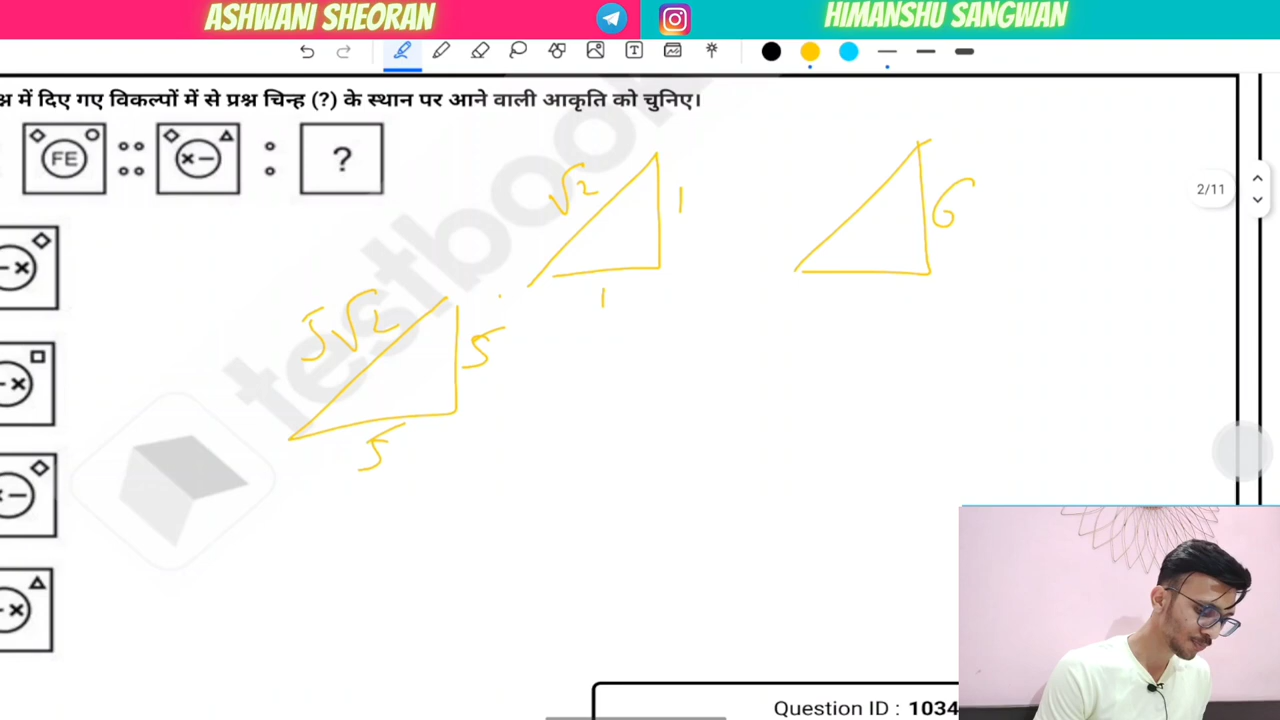 ASHWANI SHEORAN
HIMANSHU SANGWAN
में दिए गए विकल्पों में से प्रश्न चिन्ह (?) के स्थान पर आने वाली आकृति को चुनिए।
FE
× −
?
2/11
√2
1
1
6
5√2
5
5
− ×
− ×
× −
− ×
testbook
Question ID : 1034